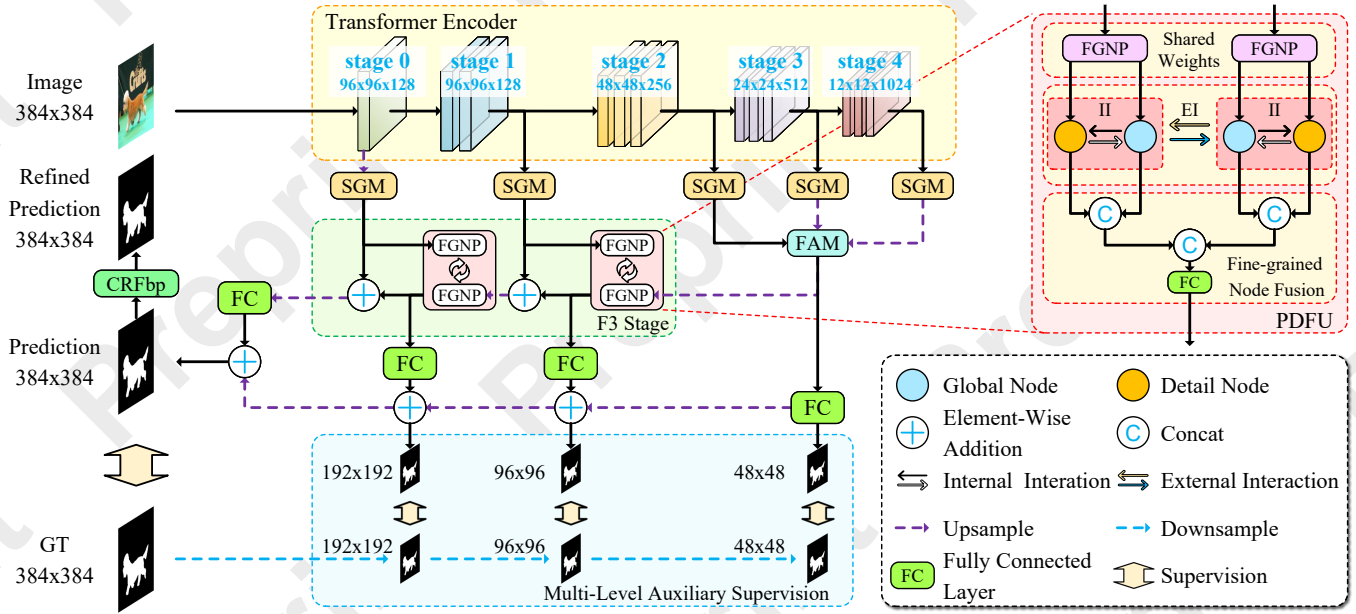 Transformer Encoder
stage 0
96x96x128
stage 1
96x96x128
stage 2
48x48x256
stage 3
24x24x512
stage 4
12x12x1024
Image
384x384
Refined
Prediction
384x384
CRFbp
Prediction
384x384
GT
384x384
SGM
SGM
SGM
SGM
SGM
FGNP
FGNP
FGNP
FGNP
FAM
F3 Stage
FC
FC
FC
FC
192x192
96x96
48x48
192x192
96x96
48x48
Multi-Level Auxiliary Supervision
FGNP
Shared
Weights
FGNP
II
EI
II
C
C
C
Fine-grained
Node Fusion
FC
PDFU
Global Node
Detail Node
Element-Wise
Addition
C
Concat
Internal Interation
External Interaction
Upsample
Downsample
FC
Fully Connected
Layer
Supervision
Preprint
Preprint